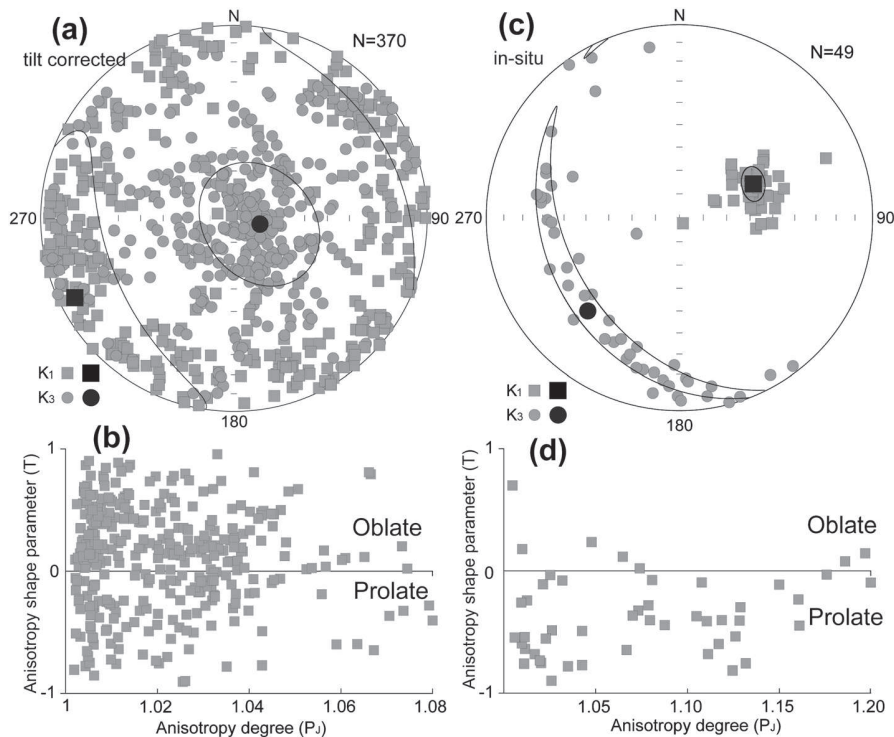 (a)
tilt corrected
N
N=370
270
90
180
K1
K3
(c)
in-situ
N
N=49
270
90
180
K1
K3
(b)
Anisotropy shape parameter (T)
1
0
-1
Oblate
Prolate
1 1.02 1.04 1.06 1.08
Anisotropy degree (PJ)
(d)
Anisotropy shape parameter (T)
1
0
-1
Oblate
Prolate
1.05 1.10 1.15 1.20
Anisotropy degree (PJ)